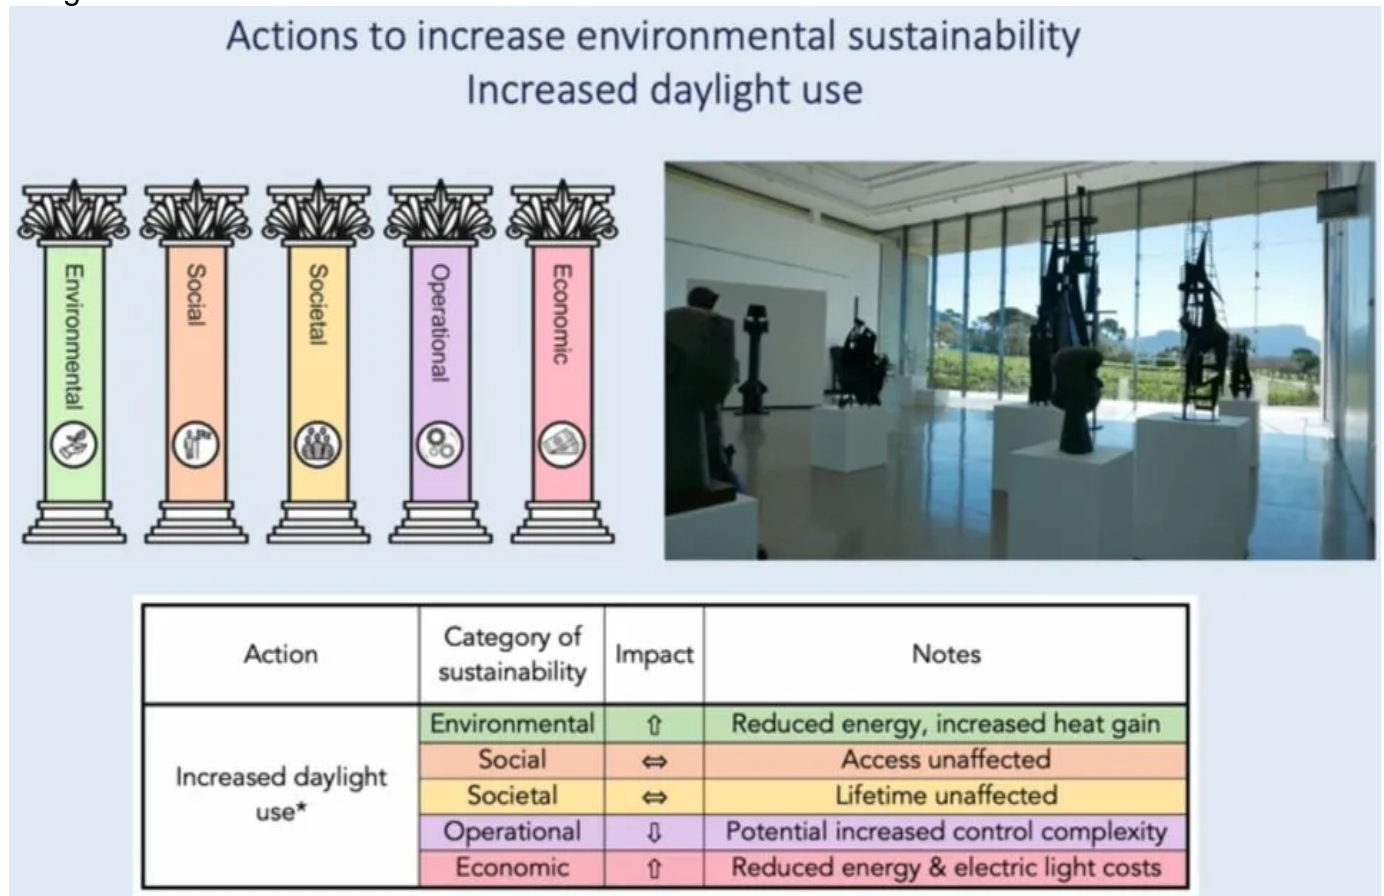 Actions to increase environmental sustainability
Increased daylight use
Environmental
Social
Societal
Operational
Economic
Action
Category of
sustainability
Impact
Notes
Increased daylight
use*
Environmental ⇧ Reduced energy, increased heat gain
Social ⇔ Access unaffected
Societal ⇔ Lifetime unaffected
Operational ⇩ Potential increased control complexity
Economic ⇧ Reduced energy & electric light costs